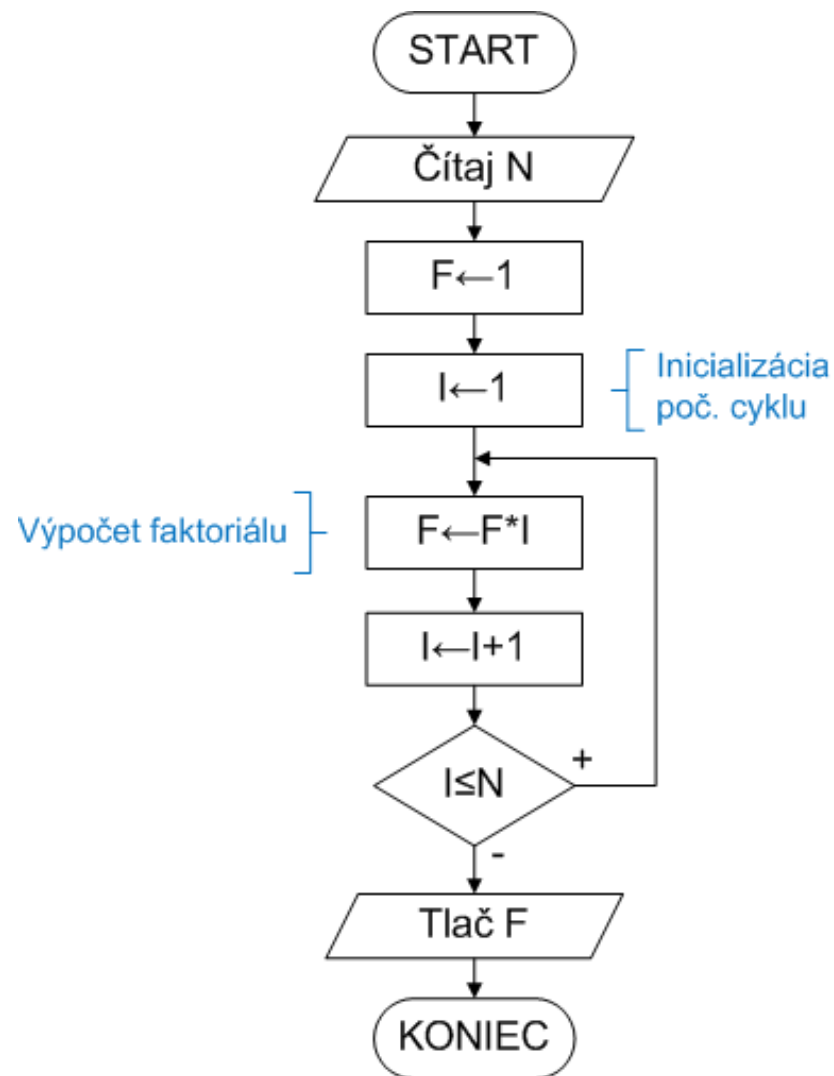 START
Čítaj N
F←1
I←1
Inicializácia
poč. cyklu
Výpočet faktoriálu
F←F*I
I←I+1
I≤N
+
-
Tlač F
KONIEC